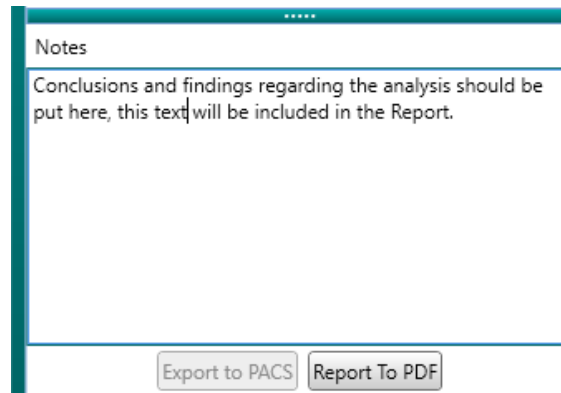 Notes
Conclusions and findings regarding the analysis should be
put here, this text will be included in the Report.
Export to PACS Report To PDF